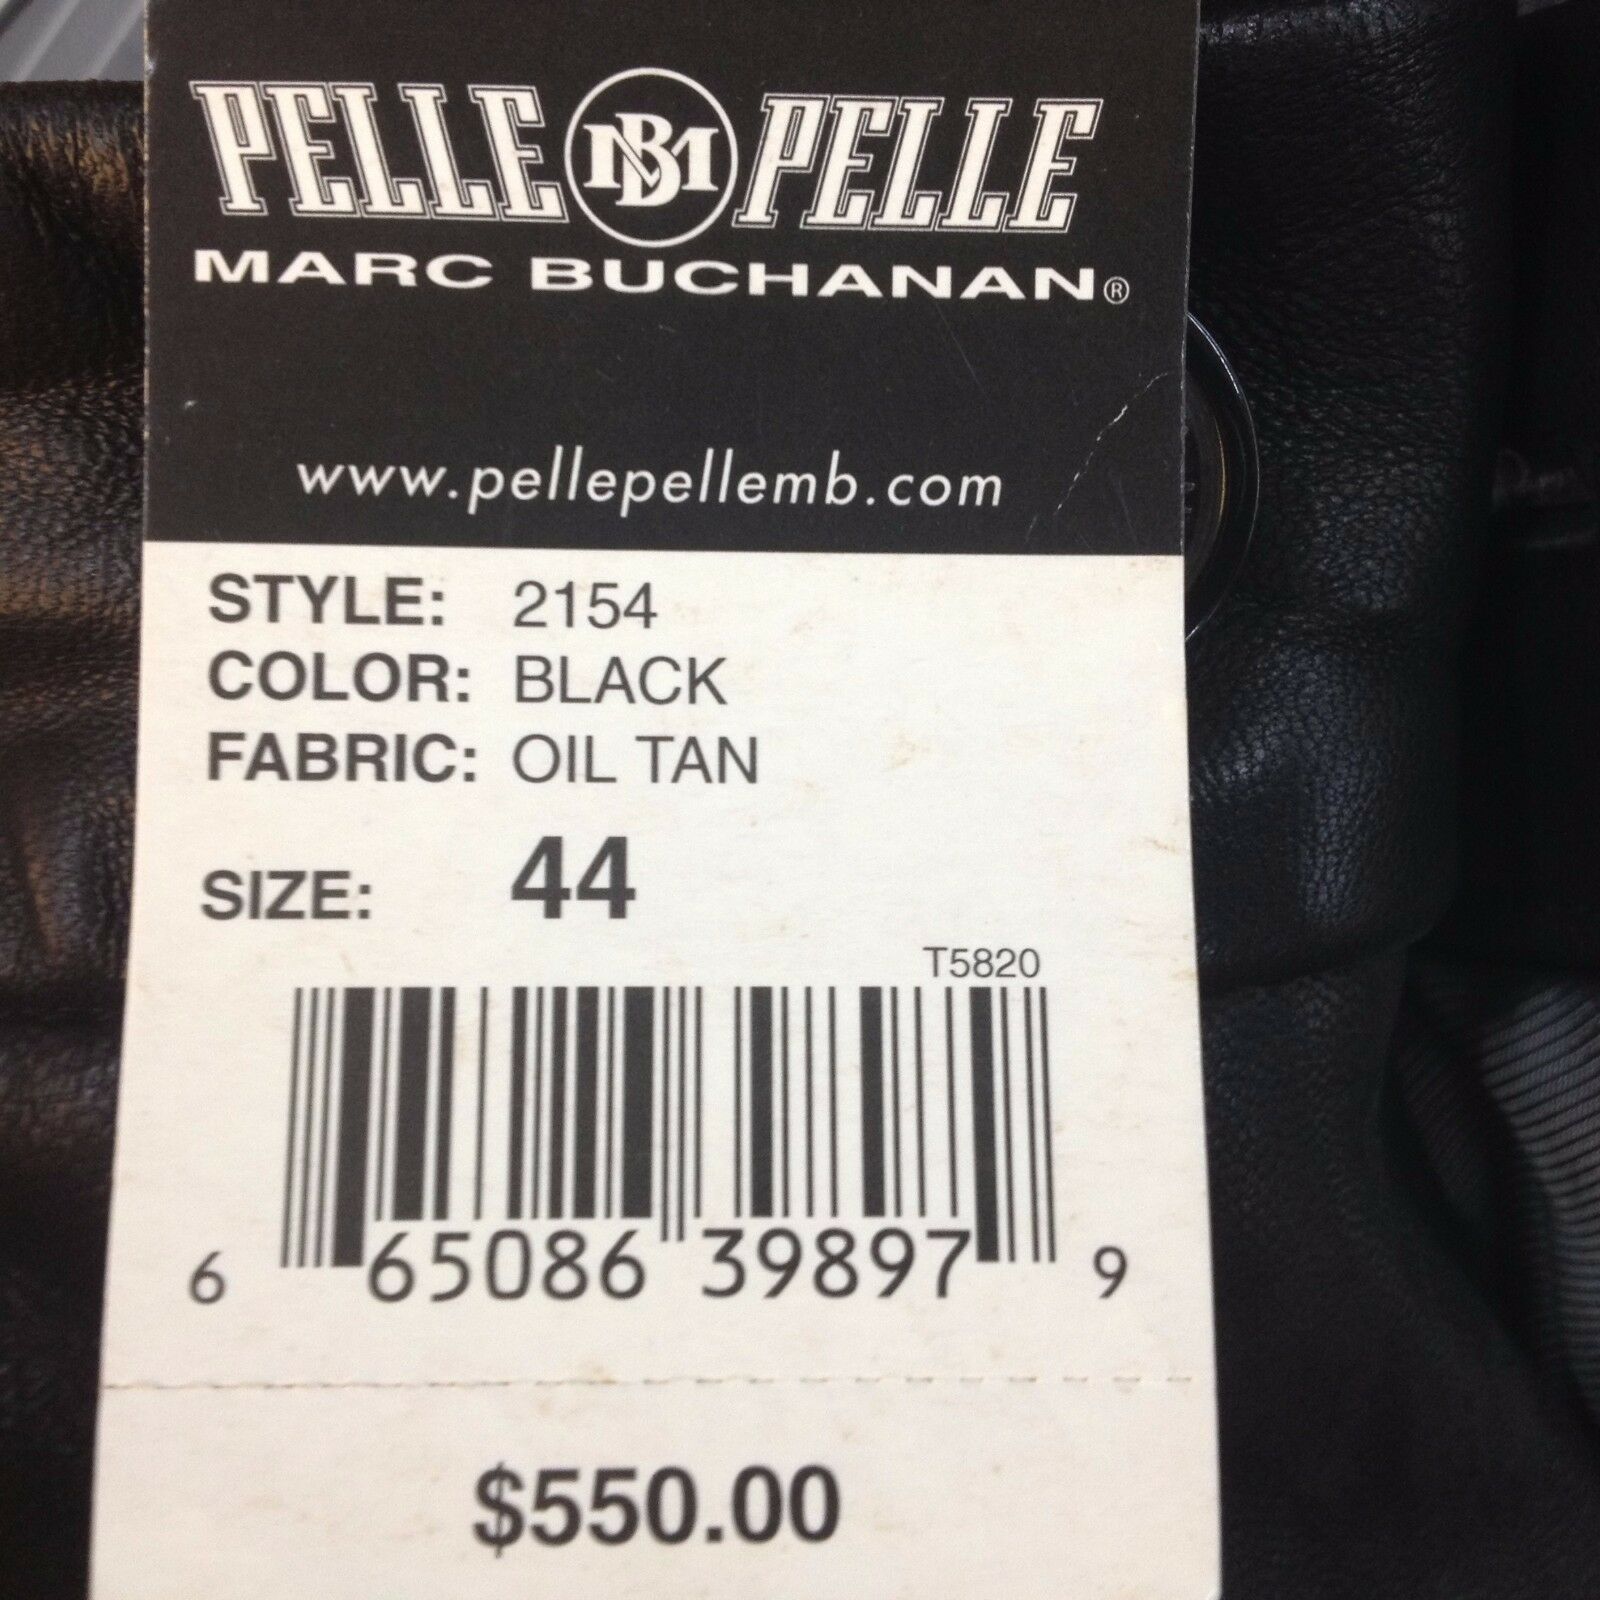 PELLE MB PELLE
MARC BUCHANAN®
www.pellepellemb.com
STYLE: 2154
COLOR: BLACK
FABRIC: OIL TAN
SIZE: 44
T5820
6 65086 39897 9
$550.00